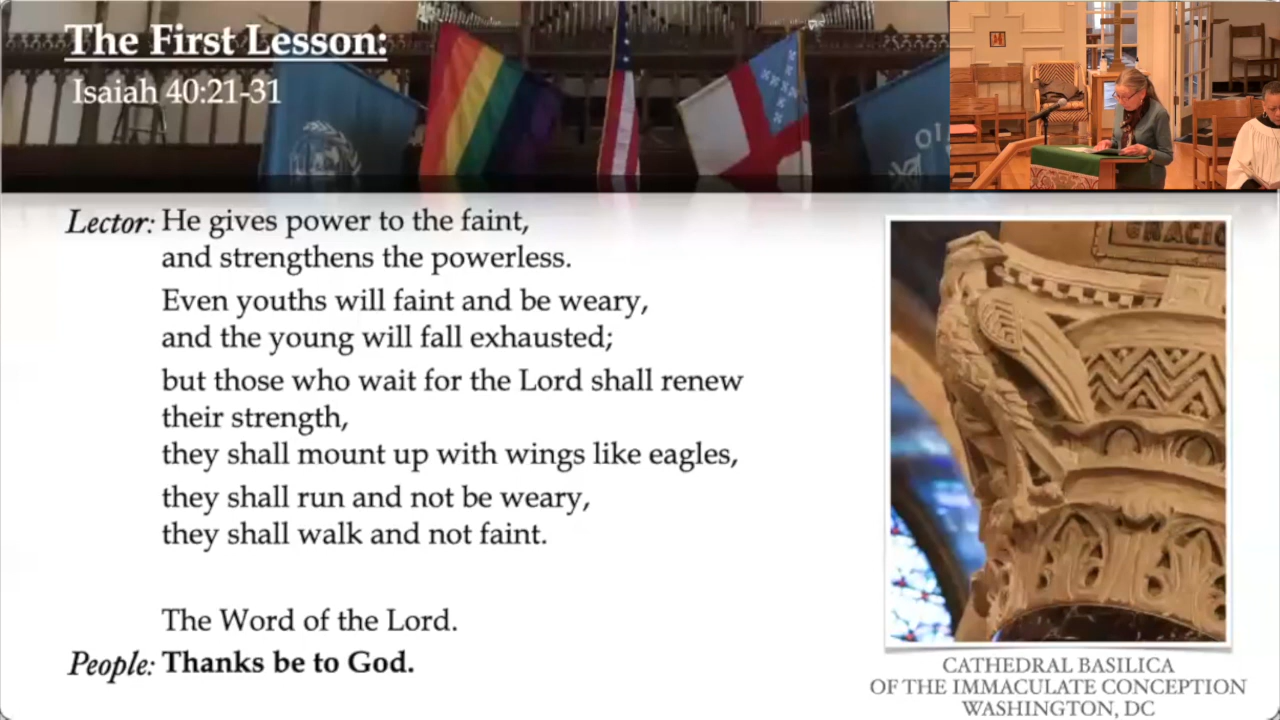 The First Lesson:
Isaiah 40:21-31
Lector: He gives power to the faint,
and strengthens the powerless.
Even youths will faint and be weary,
and the young will fall exhausted;
but those who wait for the Lord shall renew
their strength,
they shall mount up with wings like eagles,
they shall run and not be weary,
they shall walk and not faint.
The Word of the Lord.
People: Thanks be to God.
GRACIO
CATHEDRAL BASILICA
OF THE IMMACULATE CONCEPTION
WASHINGTON, DC